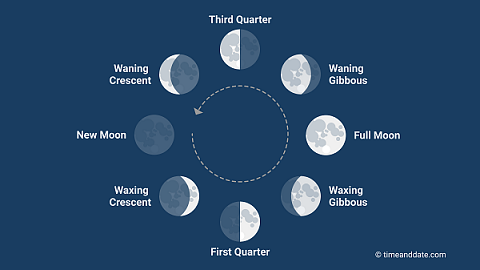 Third Quarter
Waning
Crescent
Waning
Gibbous
New Moon
Full Moon
Waxing
Crescent
Waxing
Gibbous
First Quarter
© timeanddate.com